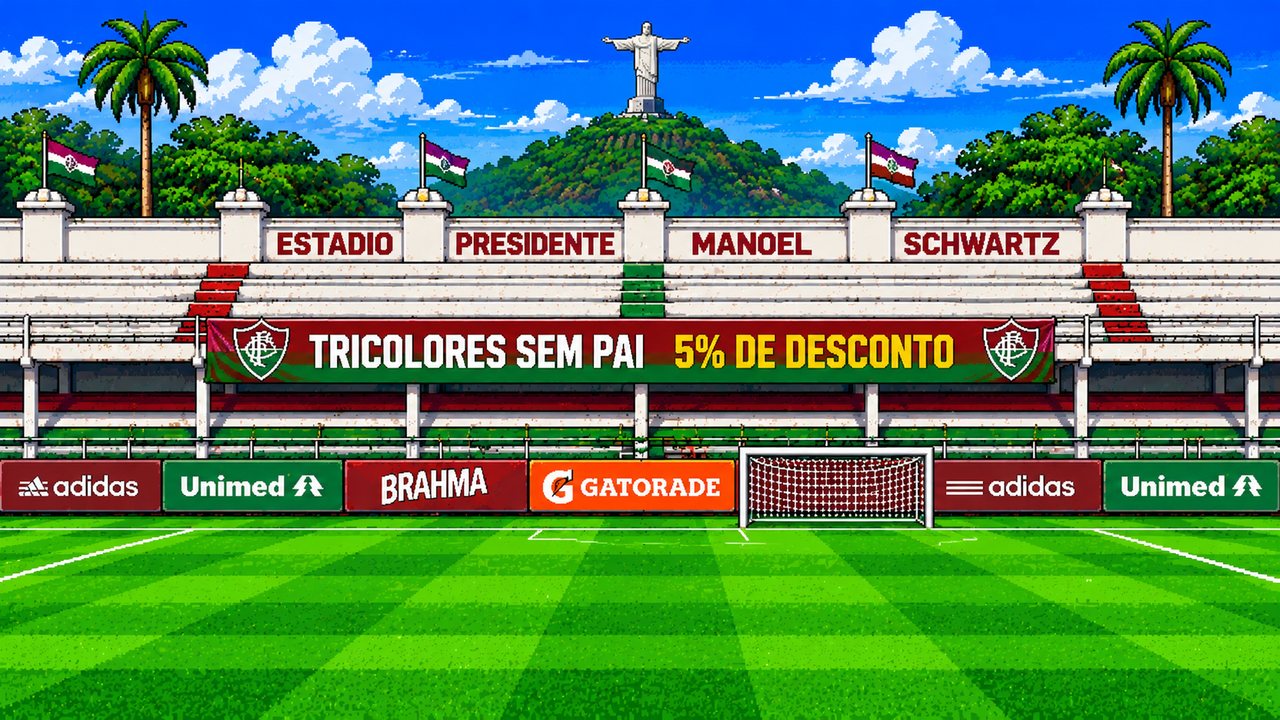 ESTADIO PRESIDENTE MANOEL SCHWARTZ
TRICOLORES SEM PAI 5% DE DESCONTO
adidas Unimed BRAHMA G GATORADE adidas Unimed